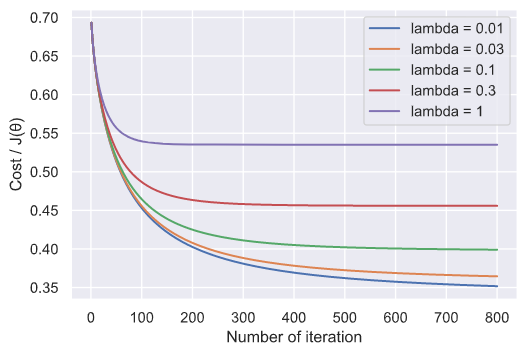 0.70
0.65
0.60
0.55
0.50
0.45
0.40
0.35
Cost / J(θ)
lambda = 0.01
lambda = 0.03
lambda = 0.1
lambda = 0.3
lambda = 1
0 100 200 300 400 500 600 700 800
Number of iteration